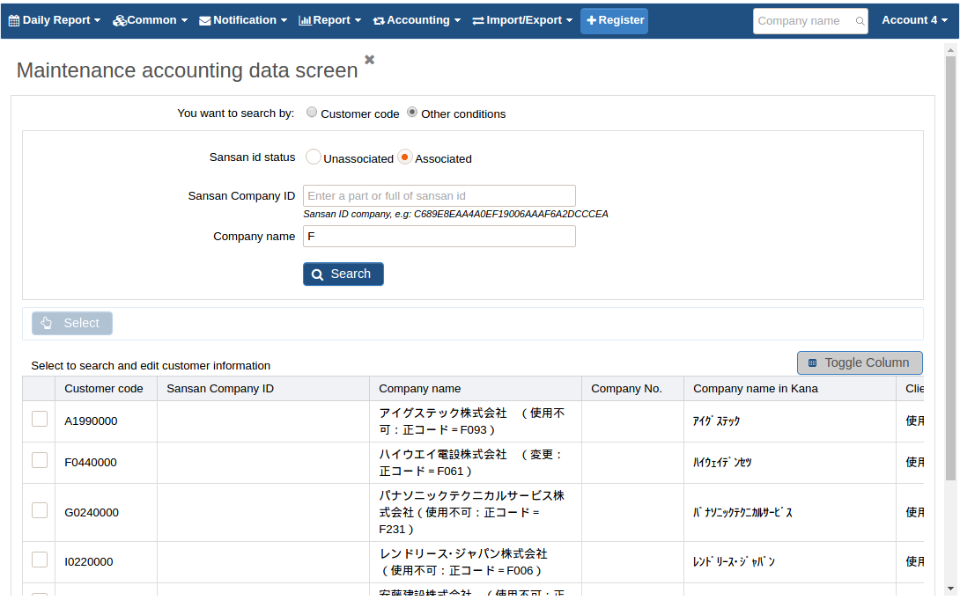 Daily Report Common Notification Report Accounting Import/Export Register Company name Account 4
Maintenance accounting data screen
You want to search by: Customer code Other conditions
Sansan id status Unassociated Associated
Sansan Company ID Enter a part or full of sansan id
Sansan ID company, e.g: C689E8EAA4A0EF19006AAAF6A2DCCCEA
Company name F
Search
Select
Select to search and edit customer information Toggle Column
Customer code Sansan Company ID Company name Company No. Company name in Kana Clie
アイグステック株式会社 （使用不
A1990000 ｱｲｸﾞｽﾃｯｸ 使用
可：正コード＝F093）
ハイウエイ電設株式会社 （変更：
F0440000 ﾊｲｳｪｲﾃﾞﾝｾﾂ 使用
正コード＝F061）
パナソニックテクニカルサービス株
G0240000 式会社（使用不可：正コード＝ ﾊﾟﾅｿﾆｯｸﾃｸﾆｶﾙｻｰﾋﾞｽ 使用
F231）
レンドリース･ジャパン株式会社
I0220000 ﾚﾝﾄﾞﾘｰｽ･ｼﾞｬﾊﾟﾝ 使用
（使用不可：正コード＝F006）
安藤建設株式会社 （使用不可：正